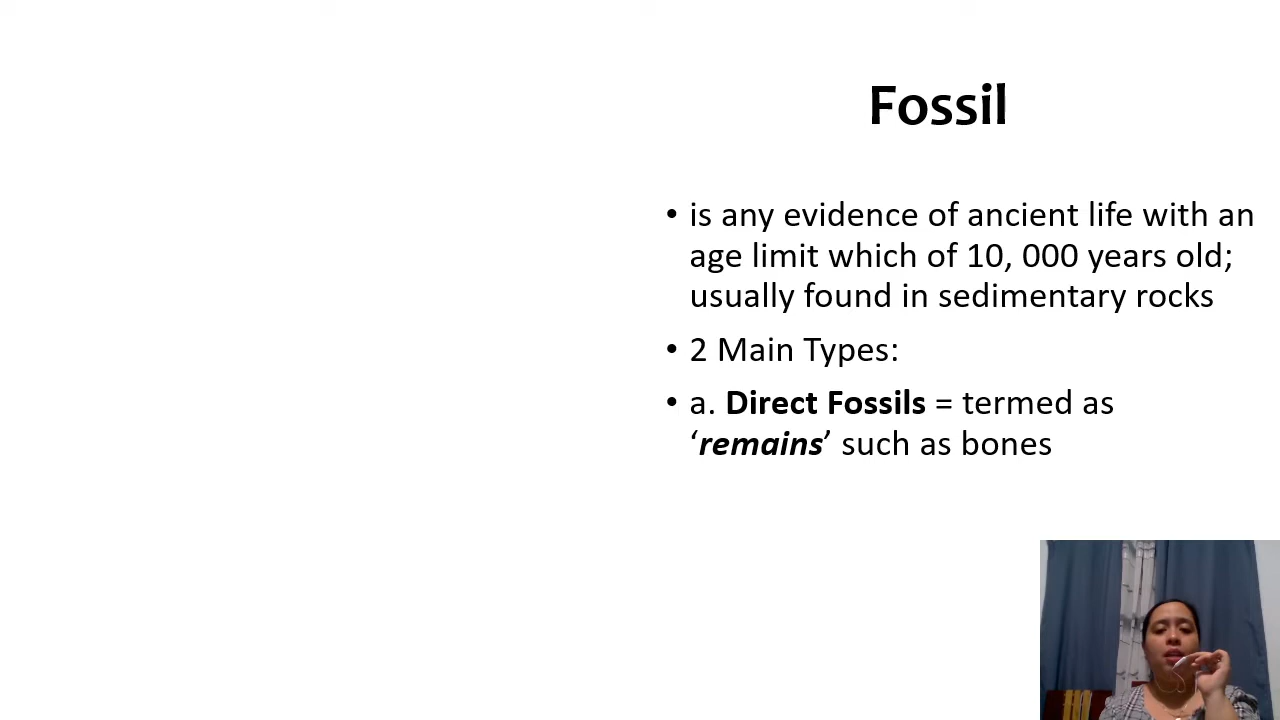 Fossil
• is any evidence of ancient life with an
age limit which of 10, 000 years old;
usually found in sedimentary rocks
• 2 Main Types:
• a. Direct Fossils = termed as
‘remains’ such as bones